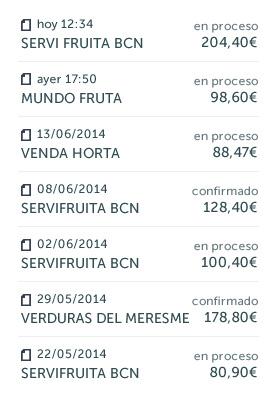 hoy 12:34 en proceso
SERVI FRUITA BCN 204,40€
ayer 17:50 en proceso
MUNDO FRUTA 98,60€
13/06/2014 en proceso
VENDA HORTA 88,47€
08/06/2014 confirmado
SERVIFRUITA BCN 128,40€
02/06/2014 en proceso
SERVIFRUITA BCN 100,40€
29/05/2014 confirmado
VERDURAS DEL MERESME 178,80€
22/05/2014 en proceso
SERVIFRUITA BCN 80,90€